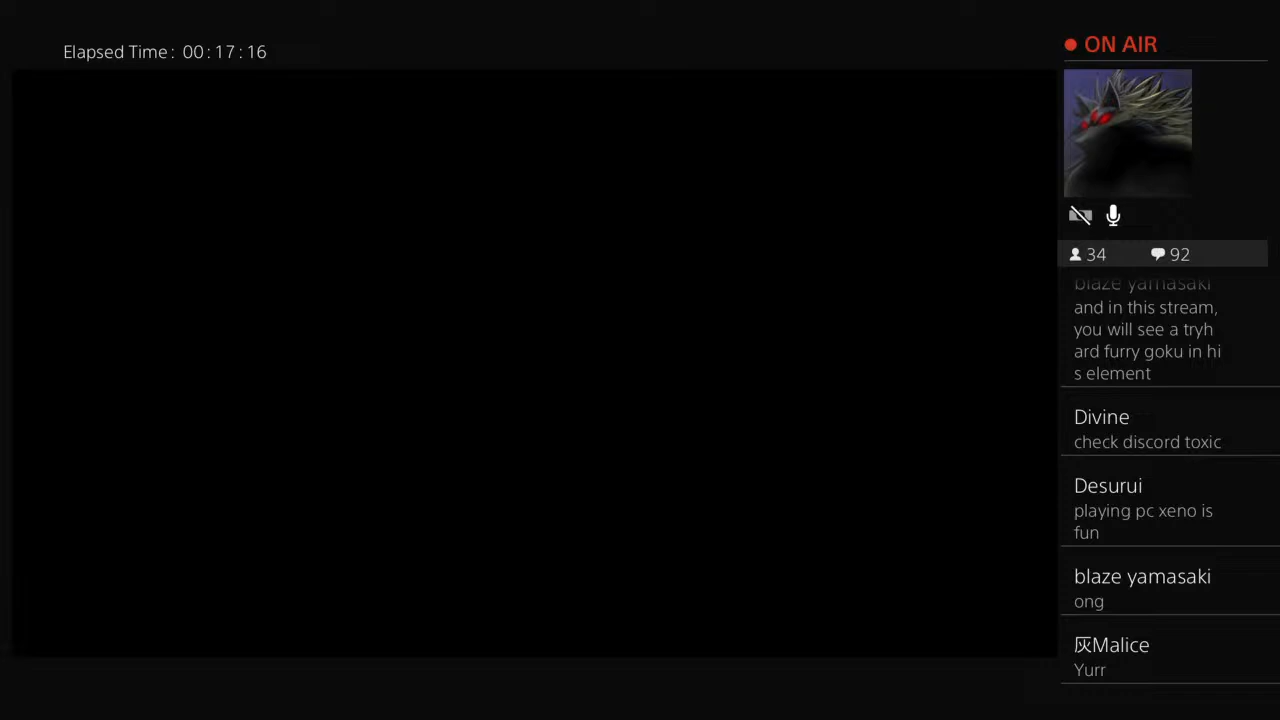 Elapsed Time: 00:17:16
ON AIR
34 92
blaze yamasaki
and in this stream,
you will see a tryh
ard furry goku in hi
s element
Divine
check discord toxic
Desurui
playing pc xeno is
fun
blaze yamasaki
ong
灰Malice
Yurr